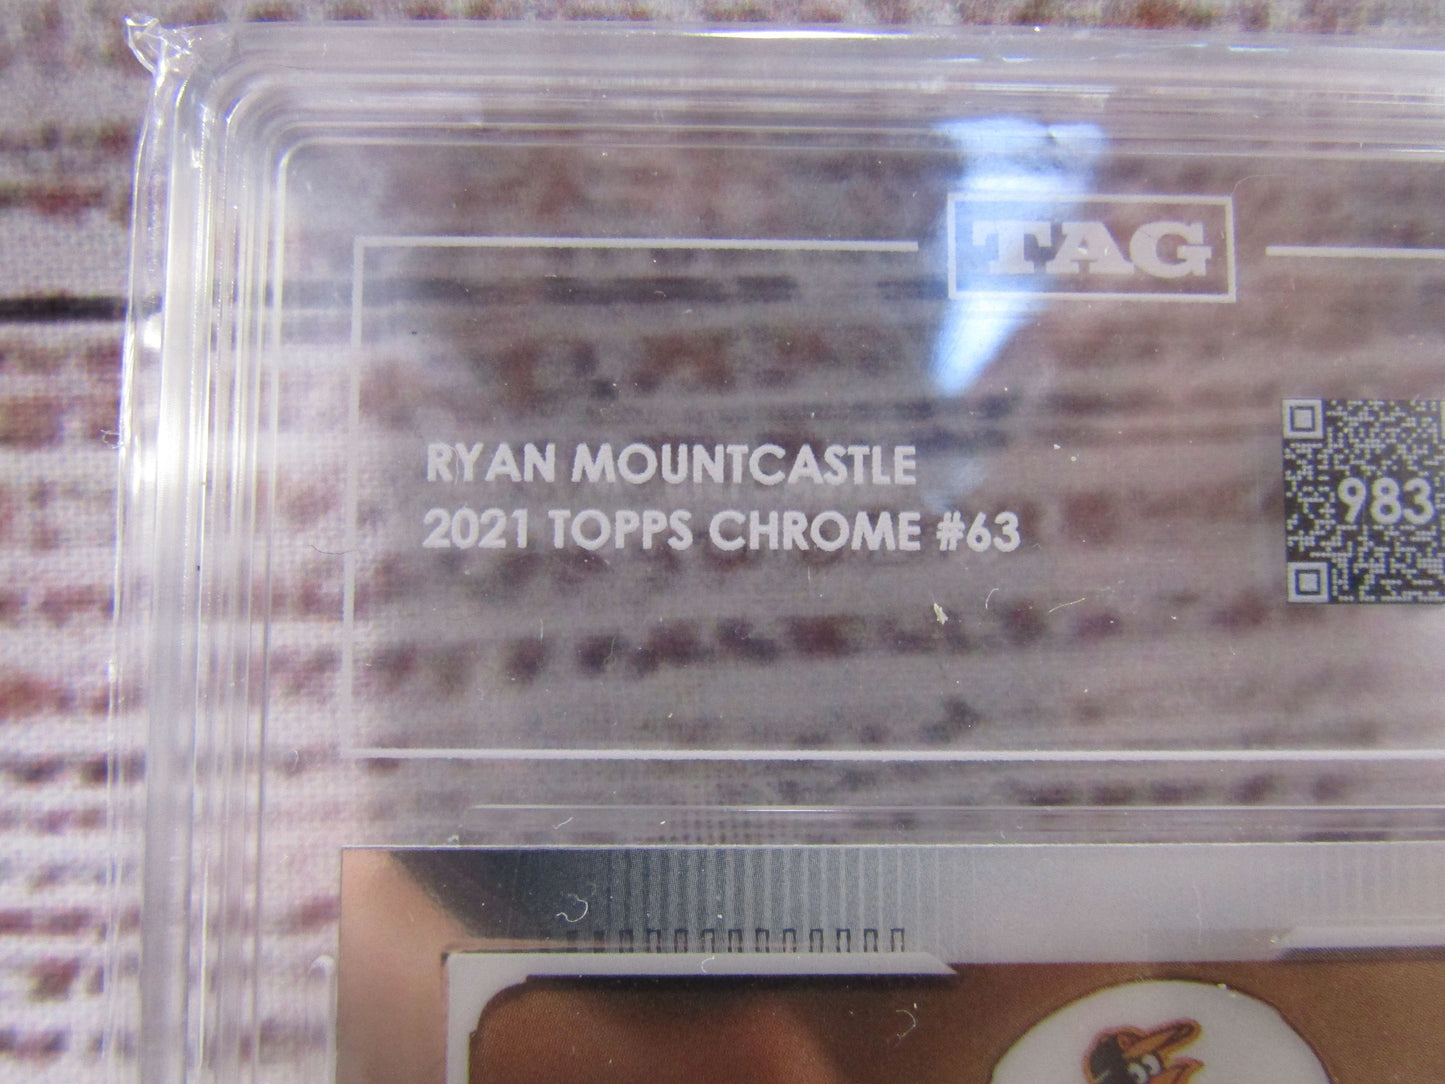 TAG
RYAN MOUNTCASTLE
2021 TOPPS CHROME #63
983